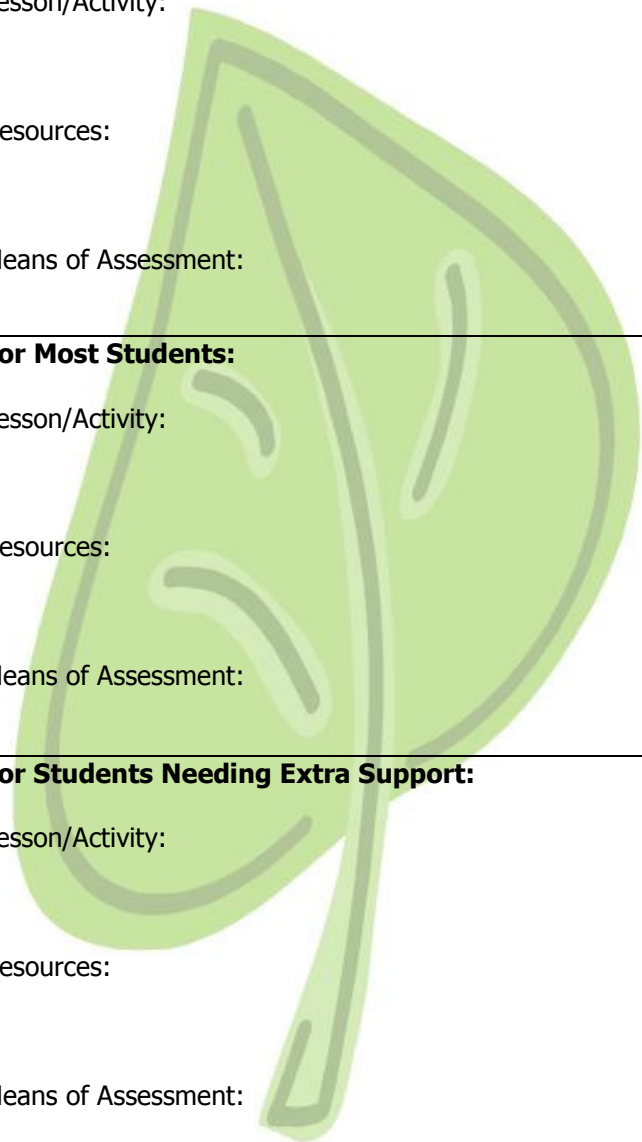 esson/Activity:
esources:
leans of Assessment:
or Most Students:
esson/Activity:
esources:
leans of Assessment:
or Students Needing Extra Support:
esson/Activity:
esources:
leans of Assessment: